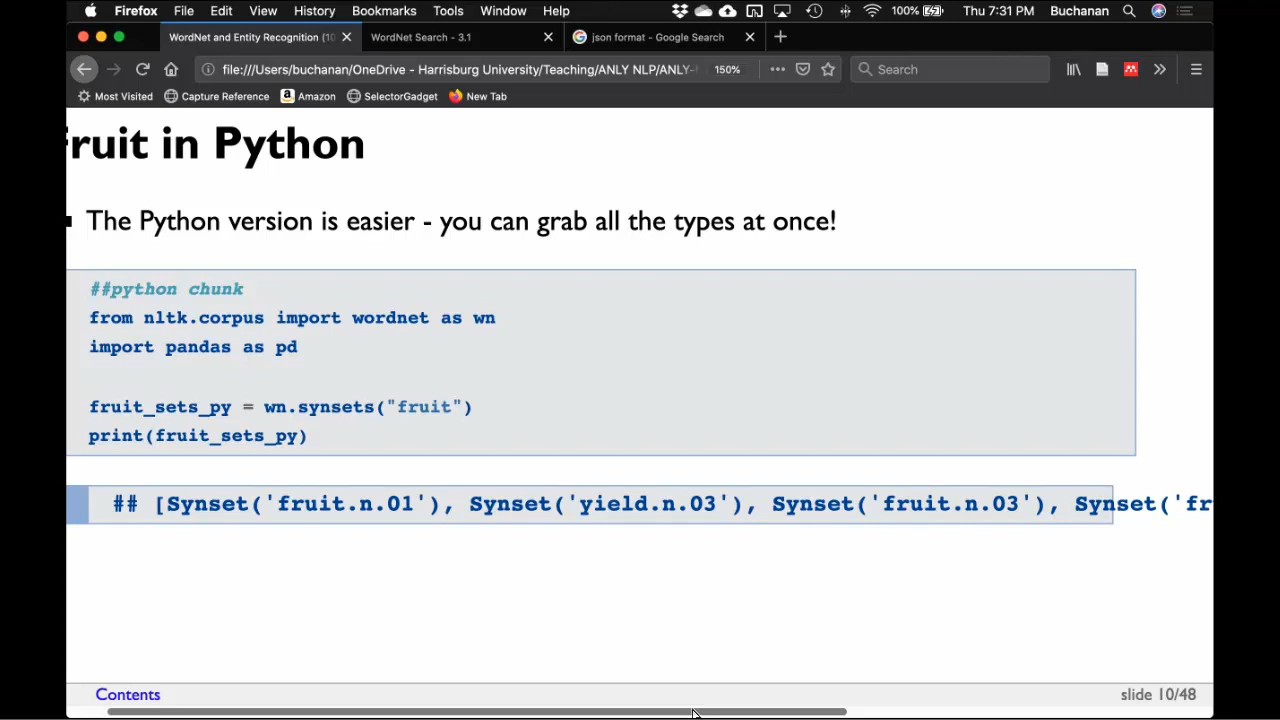 Firefox File Edit View History Bookmarks Tools Window Help 100% Thu 7:31 PM Buchanan
WordNet and Entity Recognition (10 WordNet Search - 3.1 json format - Google Search
file:///Users/buchanan/OneDrive - Harrisburg University/Teaching/ANLY NLP/ANLY- 150% Search
Most Visited Capture Reference Amazon SelectorGadget New Tab
Fruit in Python
The Python version is easier - you can grab all the types at once!
##python chunk
from nltk.corpus import wordnet as wn
import pandas as pd
fruit_sets_py = wn.synsets("fruit")
print(fruit_sets_py)
## [Synset('fruit.n.01'), Synset('yield.n.03'), Synset('fruit.n.03'), Synset('fr
Contents slide 10/48